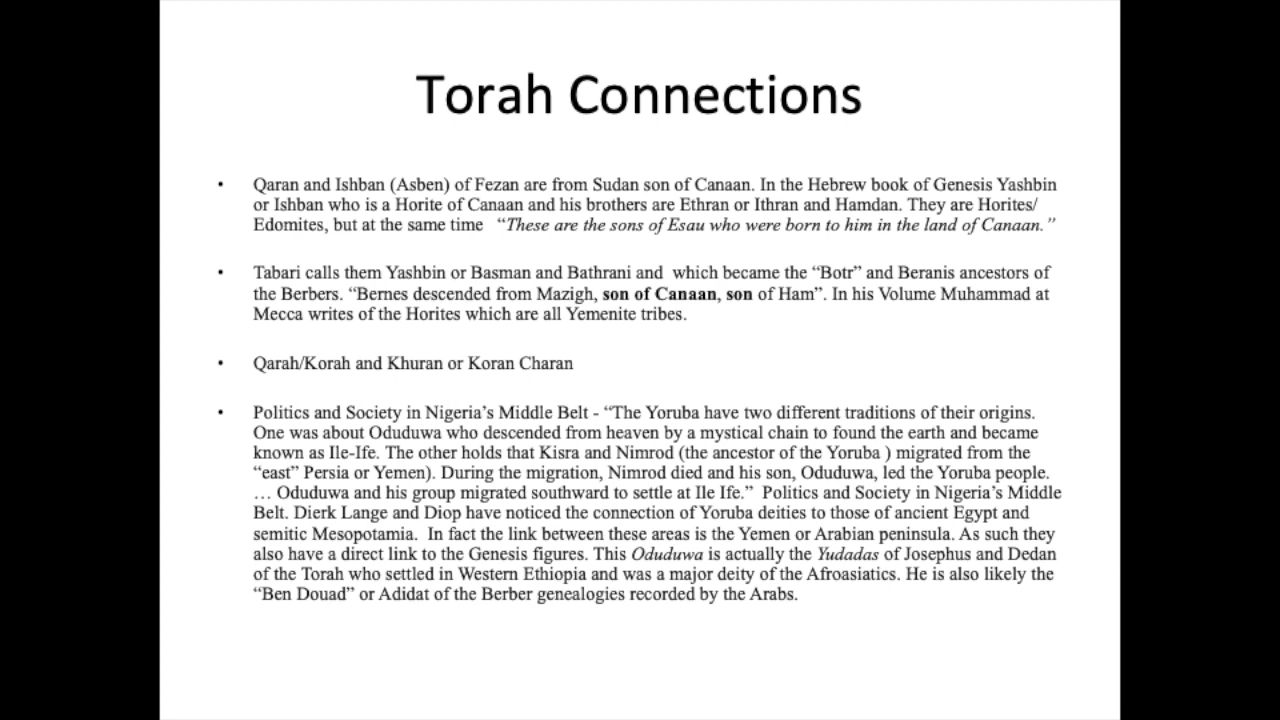 Torah Connections
• Qaran and Ishban (Asben) of Fezan are from Sudan son of Canaan. In the Hebrew book of Genesis Yashbin
or Ishban who is a Horite of Canaan and his brothers are Ethran or Ithran and Hamdan. They are Horites/
Edomites, but at the same time “These are the sons of Esau who were born to him in the land of Canaan.”
• Tabari calls them Yashbin or Basman and Bathrani and which became the “Botr” and Beranis ancestors of
the Berbers. “Bernes descended from Mazigh, son of Canaan, son of Ham”. In his Volume Muhammad at
Mecca writes of the Horites which are all Yemenite tribes.
• Qarah/Korah and Khuran or Koran Charan
• Politics and Society in Nigeria’s Middle Belt - “The Yoruba have two different traditions of their origins.
One was about Oduduwa who descended from heaven by a mystical chain to found the earth and became
known as Ile-Ife. The other holds that Kisra and Nimrod (the ancestor of the Yoruba ) migrated from the
“east” Persia or Yemen). During the migration, Nimrod died and his son, Oduduwa, led the Yoruba people.
… Oduduwa and his group migrated southward to settle at Ile Ife.” Politics and Society in Nigeria’s Middle
Belt. Dierk Lange and Diop have noticed the connection of Yoruba deities to those of ancient Egypt and
semitic Mesopotamia. In fact the link between these areas is the Yemen or Arabian peninsula. As such they
also have a direct link to the Genesis figures. This Oduduwa is actually the Yudadas of Josephus and Dedan
of the Torah who settled in Western Ethiopia and was a major deity of the Afroasiatics. He is also likely the
“Ben Douad” or Adidat of the Berber genealogies recorded by the Arabs.